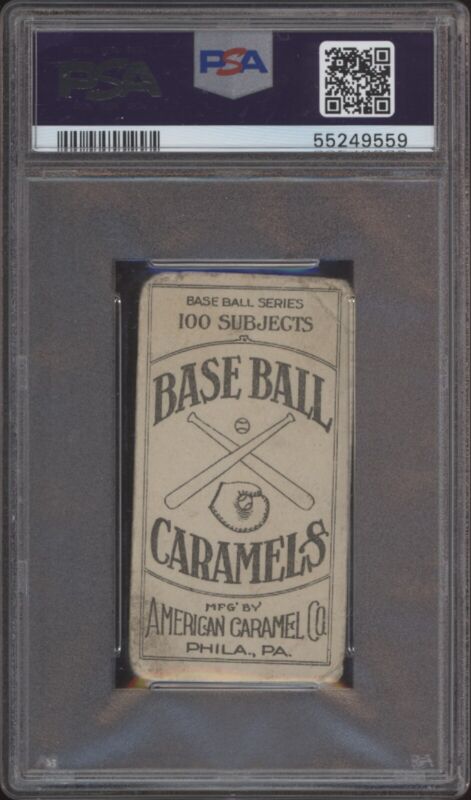 PSA
PSA
55249559
BASE BALL SERIES
100 SUBJECTS
BASE BALL
CARAMELS
MFG' BY
AMERICAN CARAMEL Co
PHILA., PA.